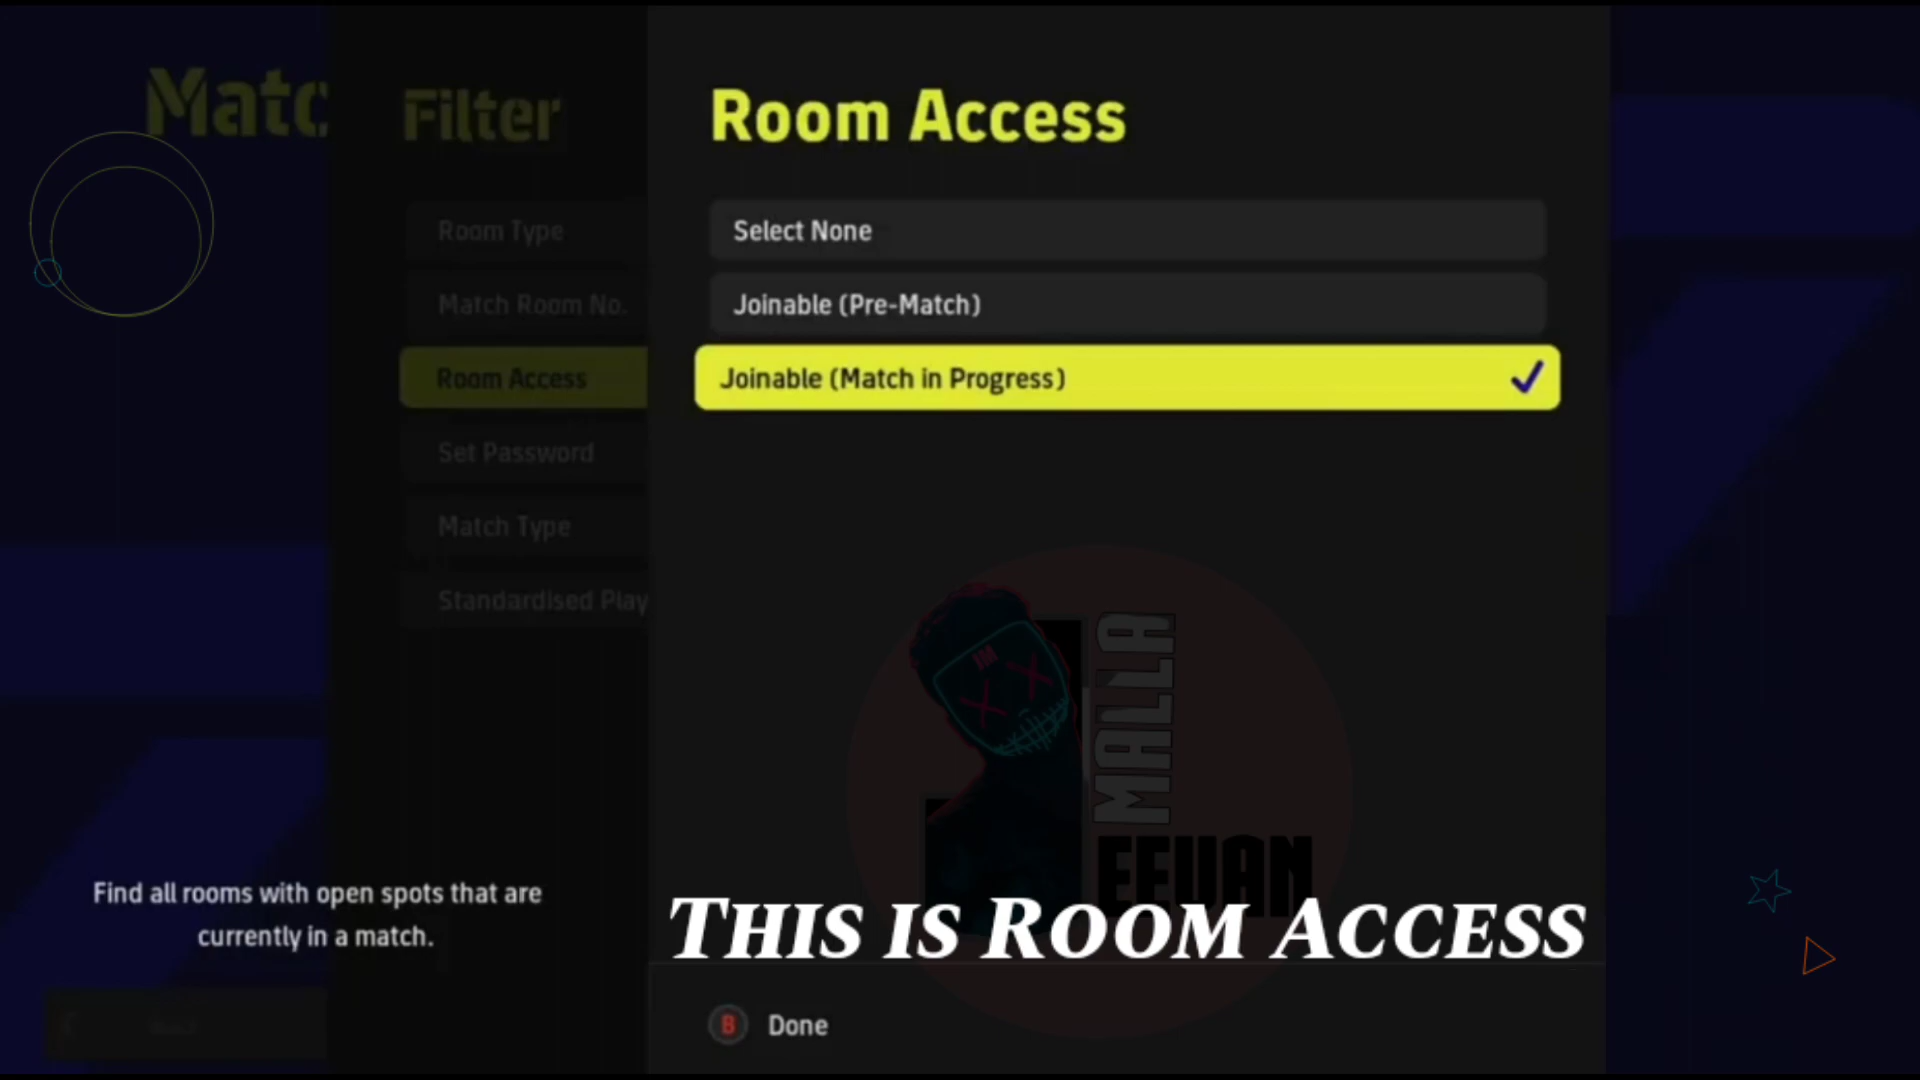 Matc
Filter
Room Access
Room Type
Select None
Match Room No.
Joinable (Pre-Match)
Room Access
Joinable (Match in Progress)
Set Password
Match Type
Standardised Play
JM
MALLA
EEVAN
Find all rooms with open spots that are
currently in a match.
THIS IS ROOM ACCESS
B Done